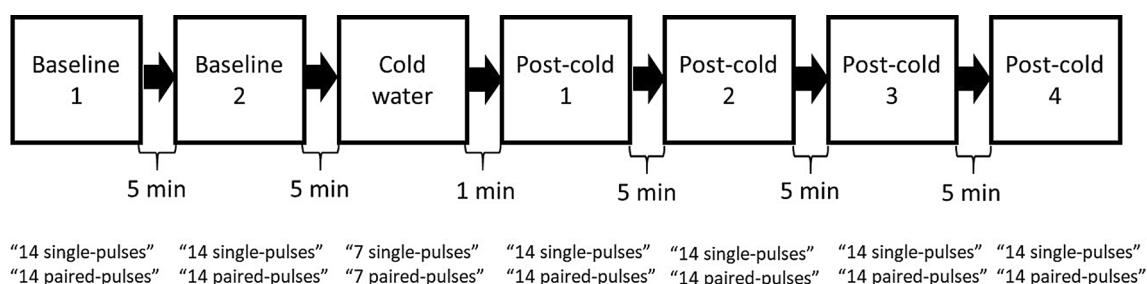 Baseline
1
Baseline
2
Cold
water
Post-cold
1
Post-cold
2
Post-cold
3
Post-cold
4
5 min
5 min
1 min
5 min
5 min
5 min
“14 single-pulses”
“14 paired-pulses”
“14 single-pulses”
“14 paired-pulses”
“7 single-pulses”
“7 paired-pulses”
“14 single-pulses”
“14 paired-pulses”
“14 single-pulses”
“14 paired-pulses”
“14 single-pulses”
“14 paired-pulses”
“14 single-pulses”
“14 paired-pulses”